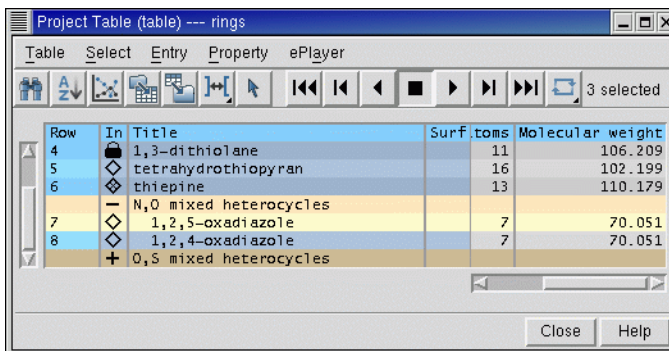 Project Table (table) --- rings
Table Select Entry Property ePlayer
3 selected
Row In Title Surf.toms Molecular weight
4 1,3-dithiolane 11 106.209
5 tetrahydrothiopyran 16 102.199
6 thiepine 13 110.179
N,O mixed heterocycles
7 1,2,5-oxadiazole 7 70.051
8 1,2,4-oxadiazole 7 70.051
O,S mixed heterocycles
Close Help